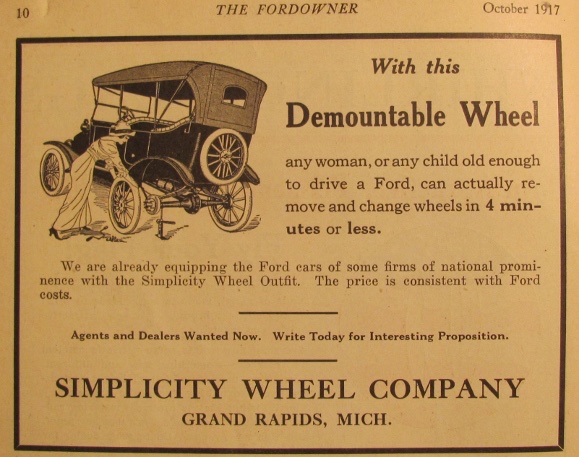 10 THE FORDOWNER October 1917
With this
Demountable Wheel
any woman, or any child old enough
to drive a Ford, can actually re-
move and change wheels in 4 min-
utes or less.
We are already equipping the Ford cars of some firms of national promi-
nence with the Simplicity Wheel Outfit. The price is consistent with Ford
costs.
Agents and Dealers Wanted Now. Write Today for Interesting Proposition.
SIMPLICITY WHEEL COMPANY
GRAND RAPIDS, MICH.